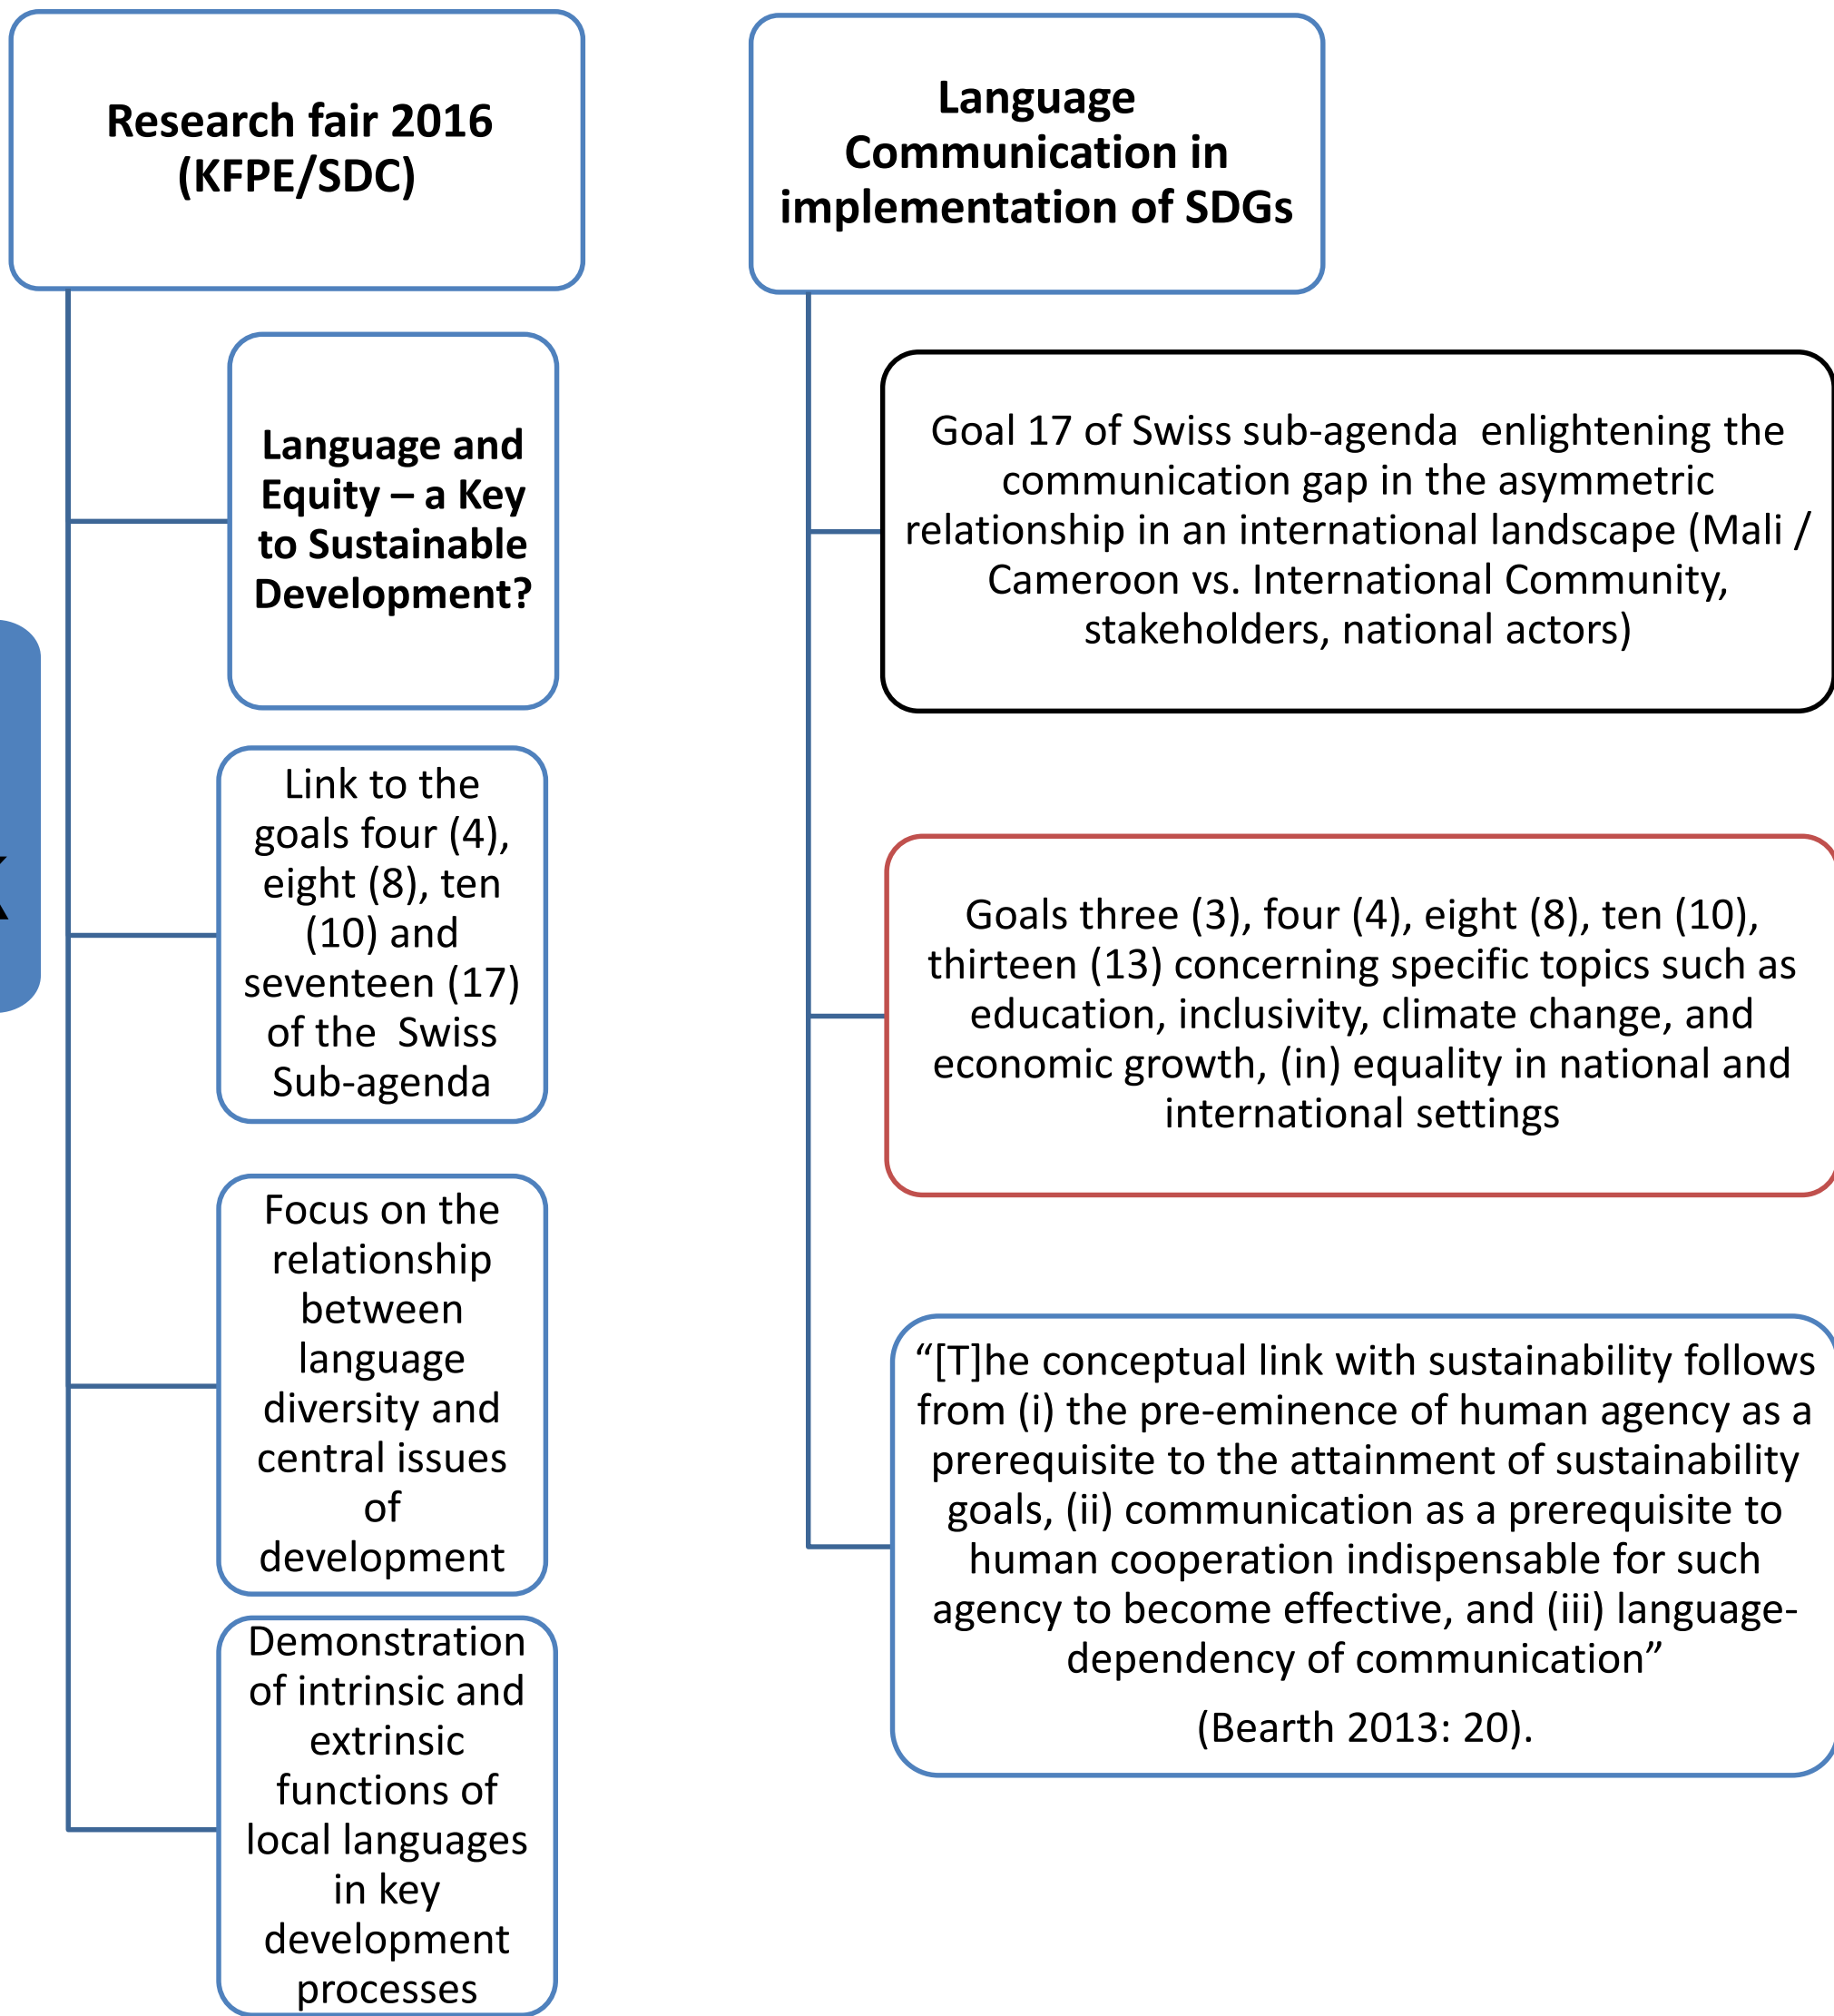 Research fair 2016
(KFPE/SDC)
Language and
Equity – a Key
to Sustainable
Development?
Link to the
goals four (4),
eight (8), ten
(10) and
seventeen (17)
of the Swiss
Sub-agenda
Focus on the
relationship
between
language
diversity and
central issues
of
development
Demonstration
of intrinsic and
extrinsic
functions of
local languages
in key
development
processes
Language
Communication in
implementation of SDGs
Goal 17 of Swiss sub-agenda enlightening the
communication gap in the asymmetric
relationship in an international landscape (Mali /
Cameroon vs. International Community,
stakeholders, national actors)
Goals three (3), four (4), eight (8), ten (10),
thirteen (13) concerning specific topics such as
education, inclusivity, climate change, and
economic growth, (in) equality in national and
international settings
“[T]he conceptual link with sustainability follows
from (i) the pre-eminence of human agency as a
prerequisite to the attainment of sustainability
goals, (ii) communication as a prerequisite to
human cooperation indispensable for such
agency to become effective, and (iii) language-
dependency of communication”
(Bearth 2013: 20).